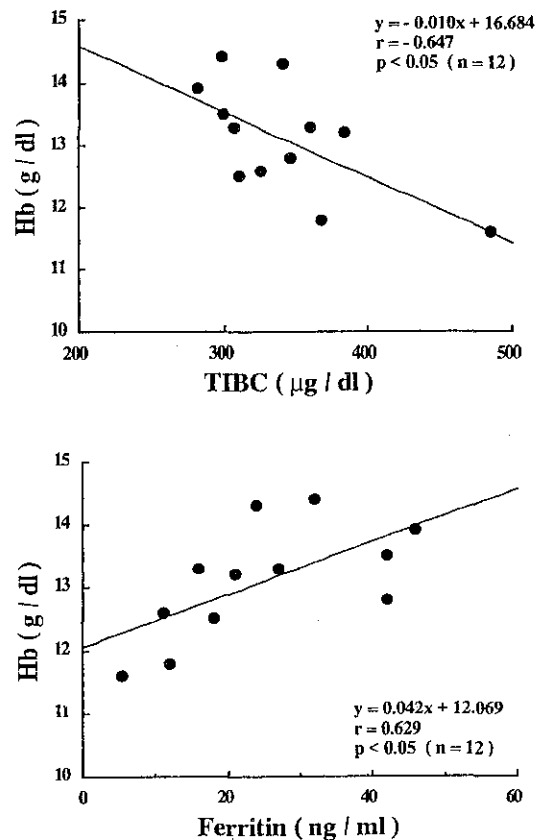 y = - 0.010x + 16.684
r = - 0.647
p < 0.05 ( n = 12 )
15
14
13
12
11
10
Hb ( g / dl )
200
300
400
500
TIBC ( μg / dl )
15
14
13
12
11
10
Hb ( g / dl )
y = 0.042x + 12.069
r = 0.629
p < 0.05 ( n = 12 )
0
20
40
60
Ferritin ( ng / ml )